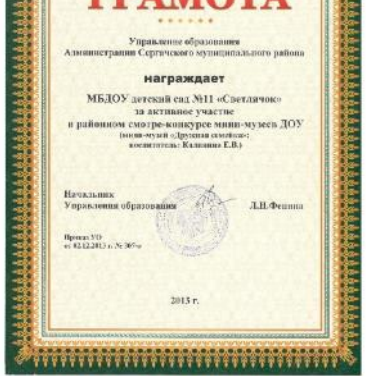 ГРАМОТА
Управление образования
Администрации Сергачского муниципального района
награждает
МБДОУ детский сад №11 «Светлячок»
за активное участие
в районном смотре-конкурсе мини-музеев ДОУ
(мини-музей «Дружная семейка»;
воспитатель: Калинина Е.В.)
Начальник
Управления образования Л.Н.Фенина
Приказ УО
от 02.12.2013 г. № 307-о
2013 г.